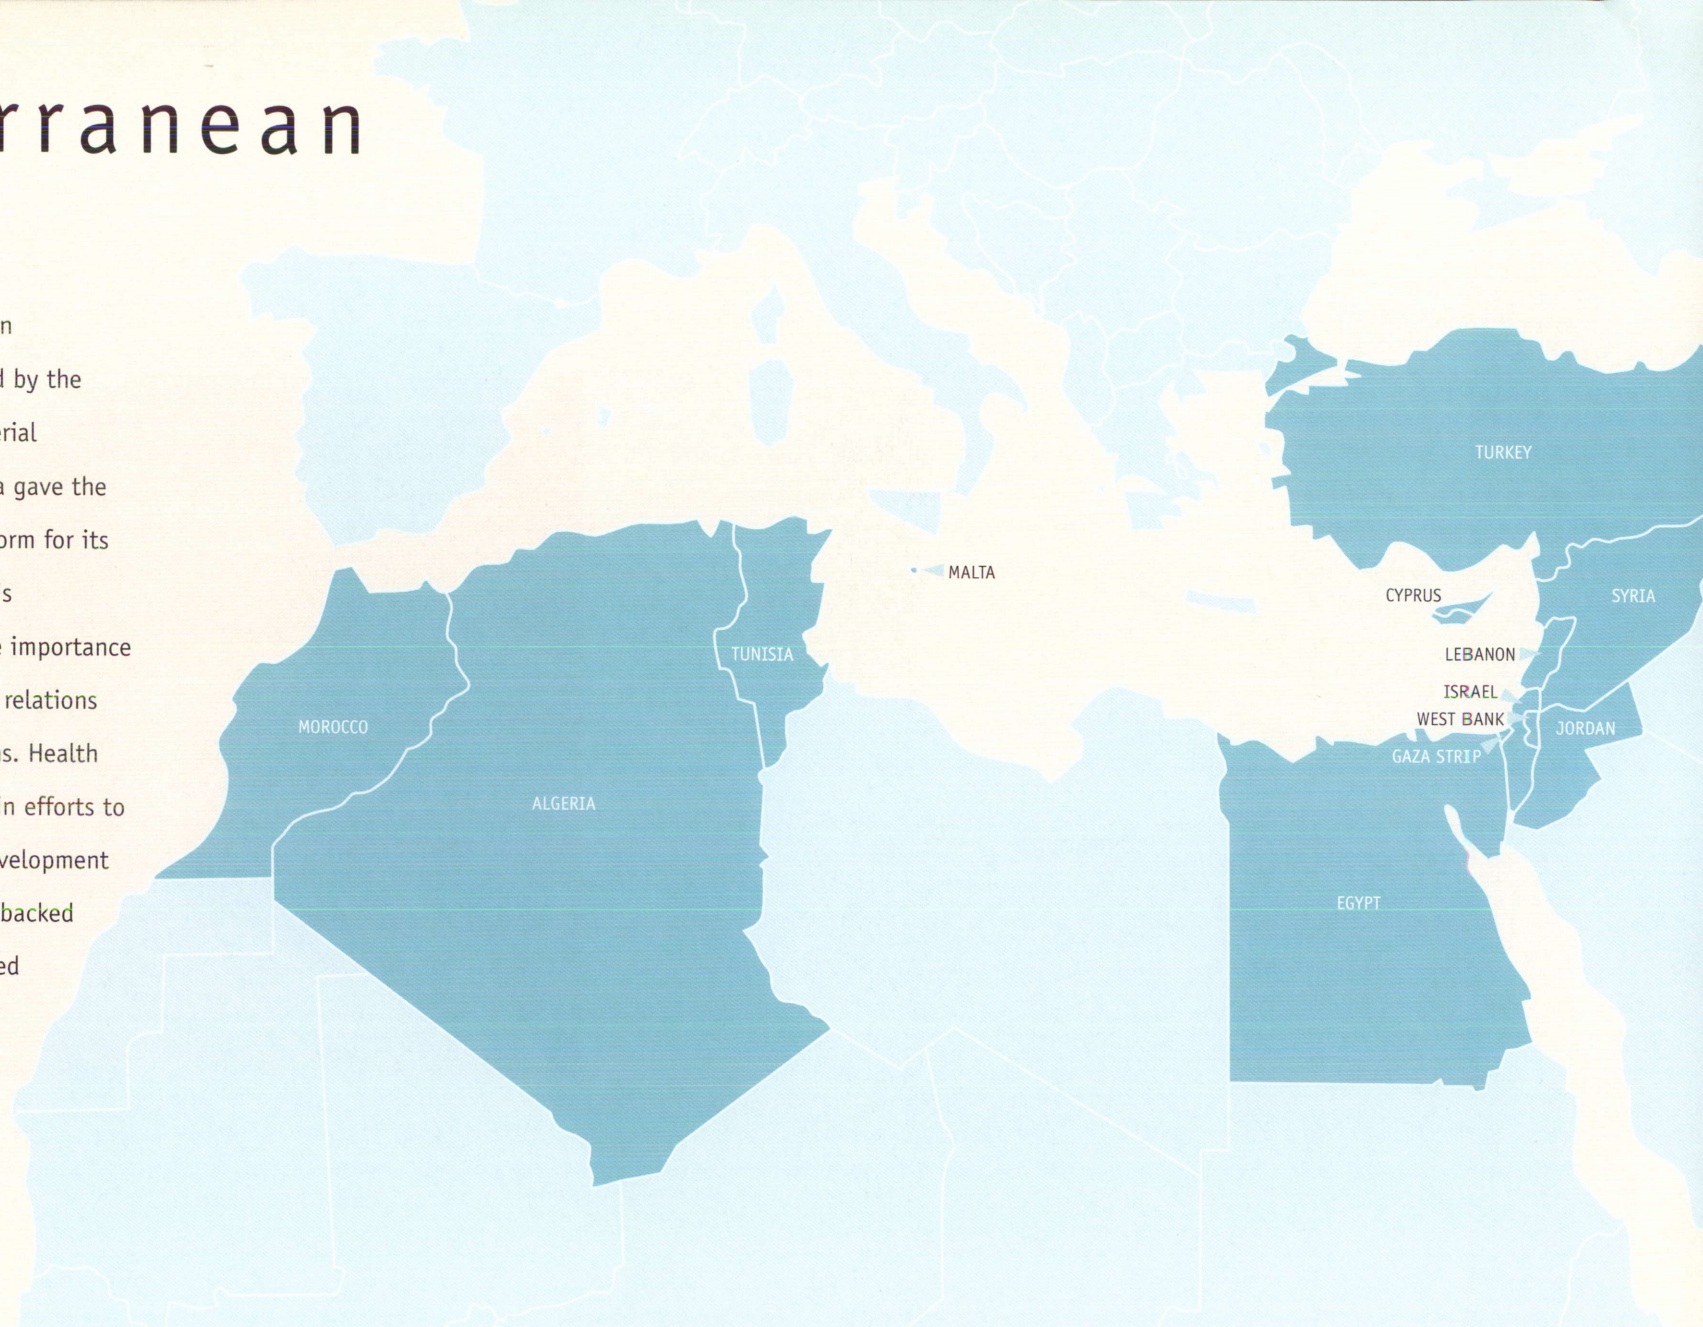 rranean
n
d by the
erial
a gave the
orm for its
s
e importance
relations
ns. Health
in efforts to
velopment
backed
ed
TURKEY
MALTA
CYPRUS
SYRIA
LEBANON
TUNISIA
ISRAEL
WEST BANK
MOROCCO
JORDAN
GAZA STRIP
ALGERIA
EGYPT